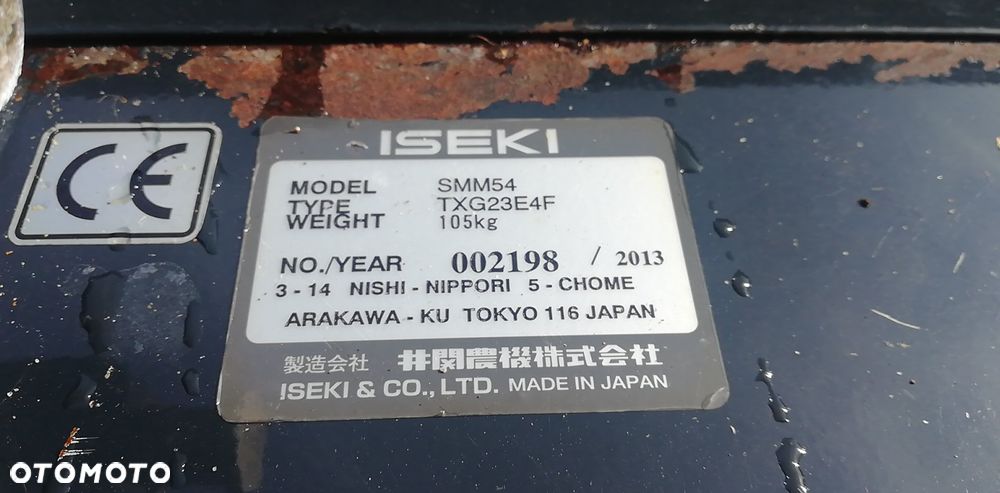 CE
ISEKI
MODEL SMM54
TYPE TXG23E4F
WEIGHT 105kg
NO./YEAR 002198 / 2013
3 - 14 NISHI - NIPPORI 5 - CHOME
ARAKAWA - KU TOKYO 116 JAPAN
製造会社 井関農機株式会社
ISEKI & CO., LTD. MADE IN JAPAN
OTOMOTO